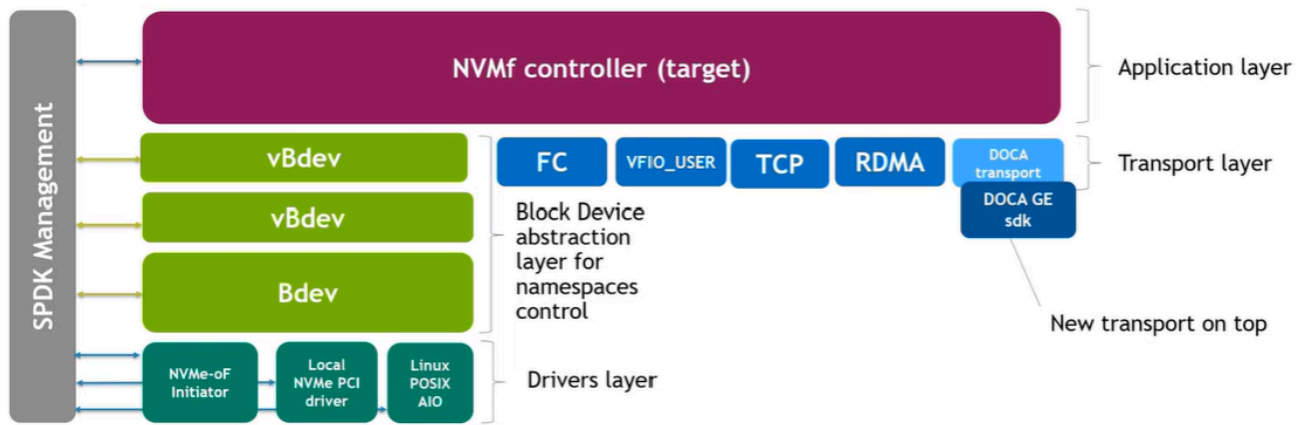 SPDK Management
NVMf controller (target)
Application layer
vBdev
FC
VFIO_USER
TCP
RDMA
DOCA
transport
Transport layer
DOCA GE
sdk
vBdev
Bdev
Block Device
abstraction
layer for
namespaces
control
New transport on top
NVMe-oF
Initiator
Local
NVMe PCI
driver
Linux
POSIX
AIO
Drivers layer